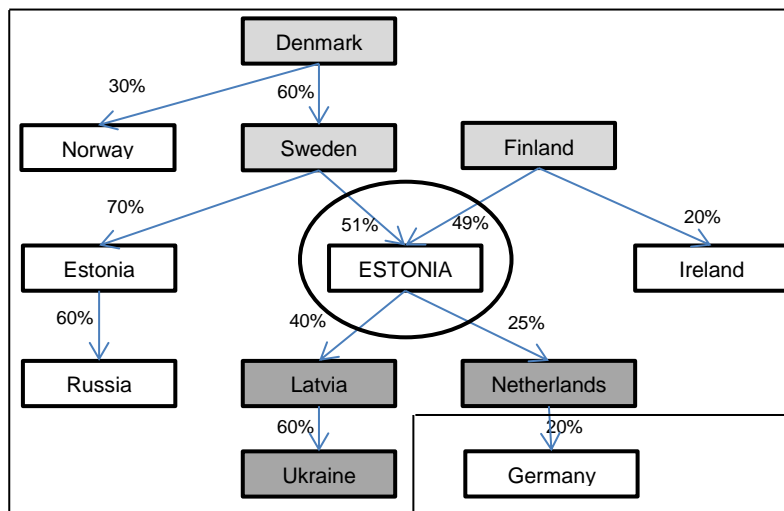 Denmark
30%
60%
Norway
Sweden
Finland
70%
51%
49%
20%
Estonia
ESTONIA
Ireland
60%
40%
25%
Russia
Latvia
Netherlands
60%
20%
Ukraine
Germany